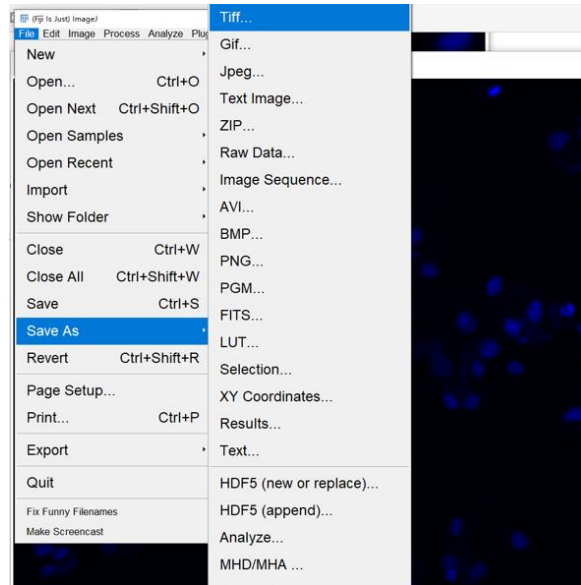 (Fiji Is Just) ImageJ
File Edit Image Process Analyze Plug
New
Open... Ctrl+O
Open Next Ctrl+Shift+O
Open Samples
Open Recent
Import
Show Folder
Close Ctrl+W
Close All Ctrl+Shift+W
Save Ctrl+S
Save As
Revert Ctrl+Shift+R
Page Setup...
Print... Ctrl+P
Export
Quit
Fix Funny Filenames
Make Screencast
Tiff...
Gif...
Jpeg...
Text Image...
ZIP...
Raw Data...
Image Sequence...
AVI...
BMP...
PNG...
PGM...
FITS...
LUT...
Selection...
XY Coordinates...
Results...
Text...
HDF5 (new or replace)...
HDF5 (append)...
Analyze...
MHD/MHA ...